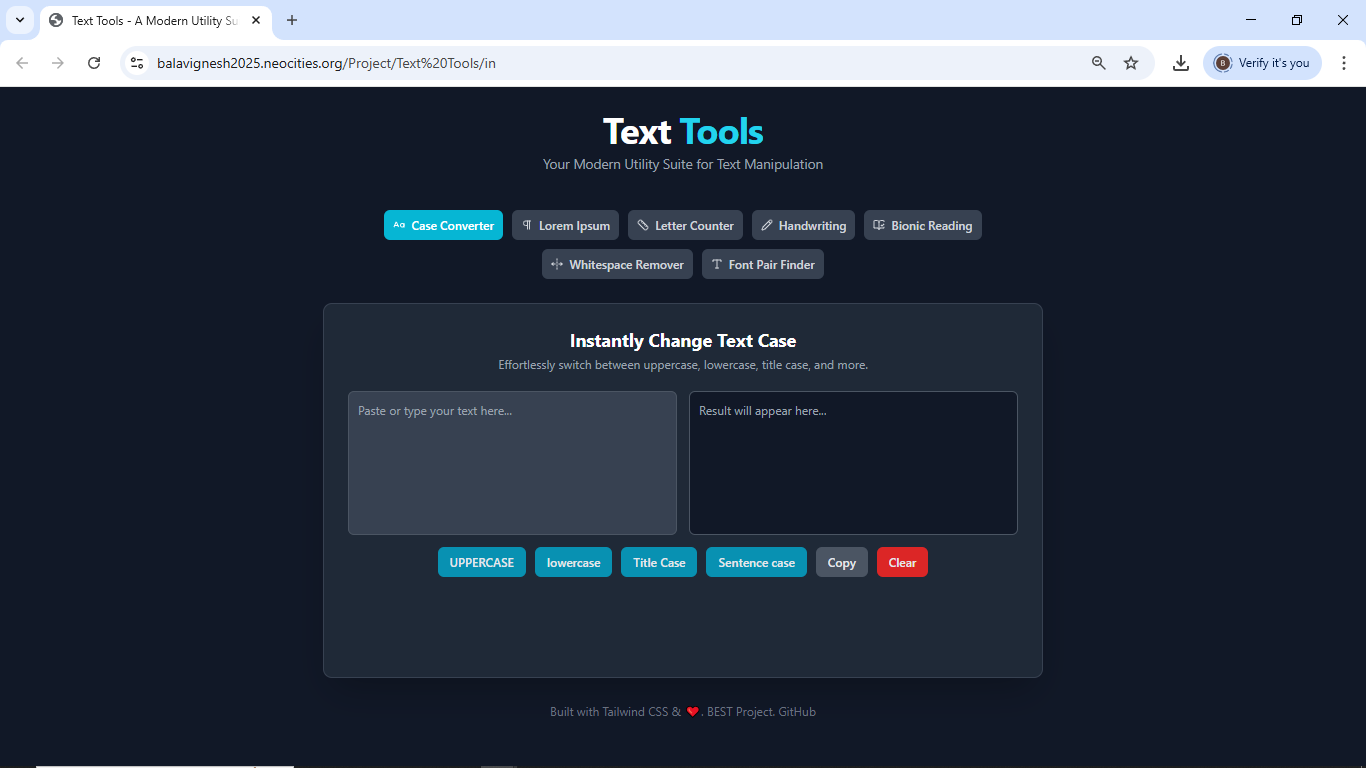 Text Tools - A Modern Utility Su
balavignesh2025.neocities.org/Project/Text%20Tools/in
B Verify it's you
Text Tools
Your Modern Utility Suite for Text Manipulation
Aa Case Converter Lorem Ipsum Letter Counter Handwriting Bionic Reading
Whitespace Remover Font Pair Finder
Instantly Change Text Case
Effortlessly switch between uppercase, lowercase, title case, and more.
Paste or type your text here... Result will appear here...
UPPERCASE lowercase Title Case Sentence case Copy Clear
Built with Tailwind CSS & ❤️. BEST Project. GitHub